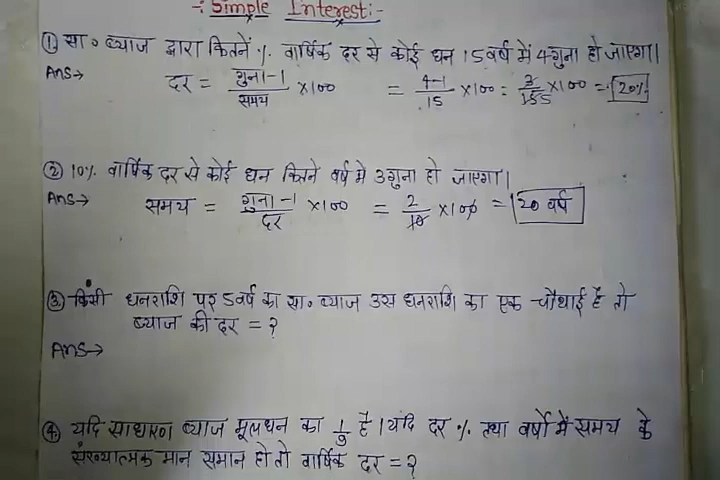 -: Simple Interest:-
① सा॰ ब्याज द्वारा कितने % वार्षिक दर से कोई धन 15 वर्ष में 4 गुना हो जाएगा।
Ans→ दर = गुना-1/समय ×100 = 4-1/15 ×100 = 3/15 ×100 = 20%
② 10% वार्षिक दर से कोई धन कितने वर्ष मे 3 गुना हो जाएगा।
Ans→ समय = गुना-1/दर ×100 = 2/10 ×100 = 20 वर्ष
③ किसी धनराशि पर 5 वर्ष का सा॰ ब्याज उस धनराशि का एक चौथाई है तो
ब्याज की दर = ?
Ans→
④ यदि साधारण ब्याज मूलधन का 1/9 है। यदि दर % तथा वर्षो में समय के
संख्यात्मक मान समान हो तो वार्षिक दर = ?